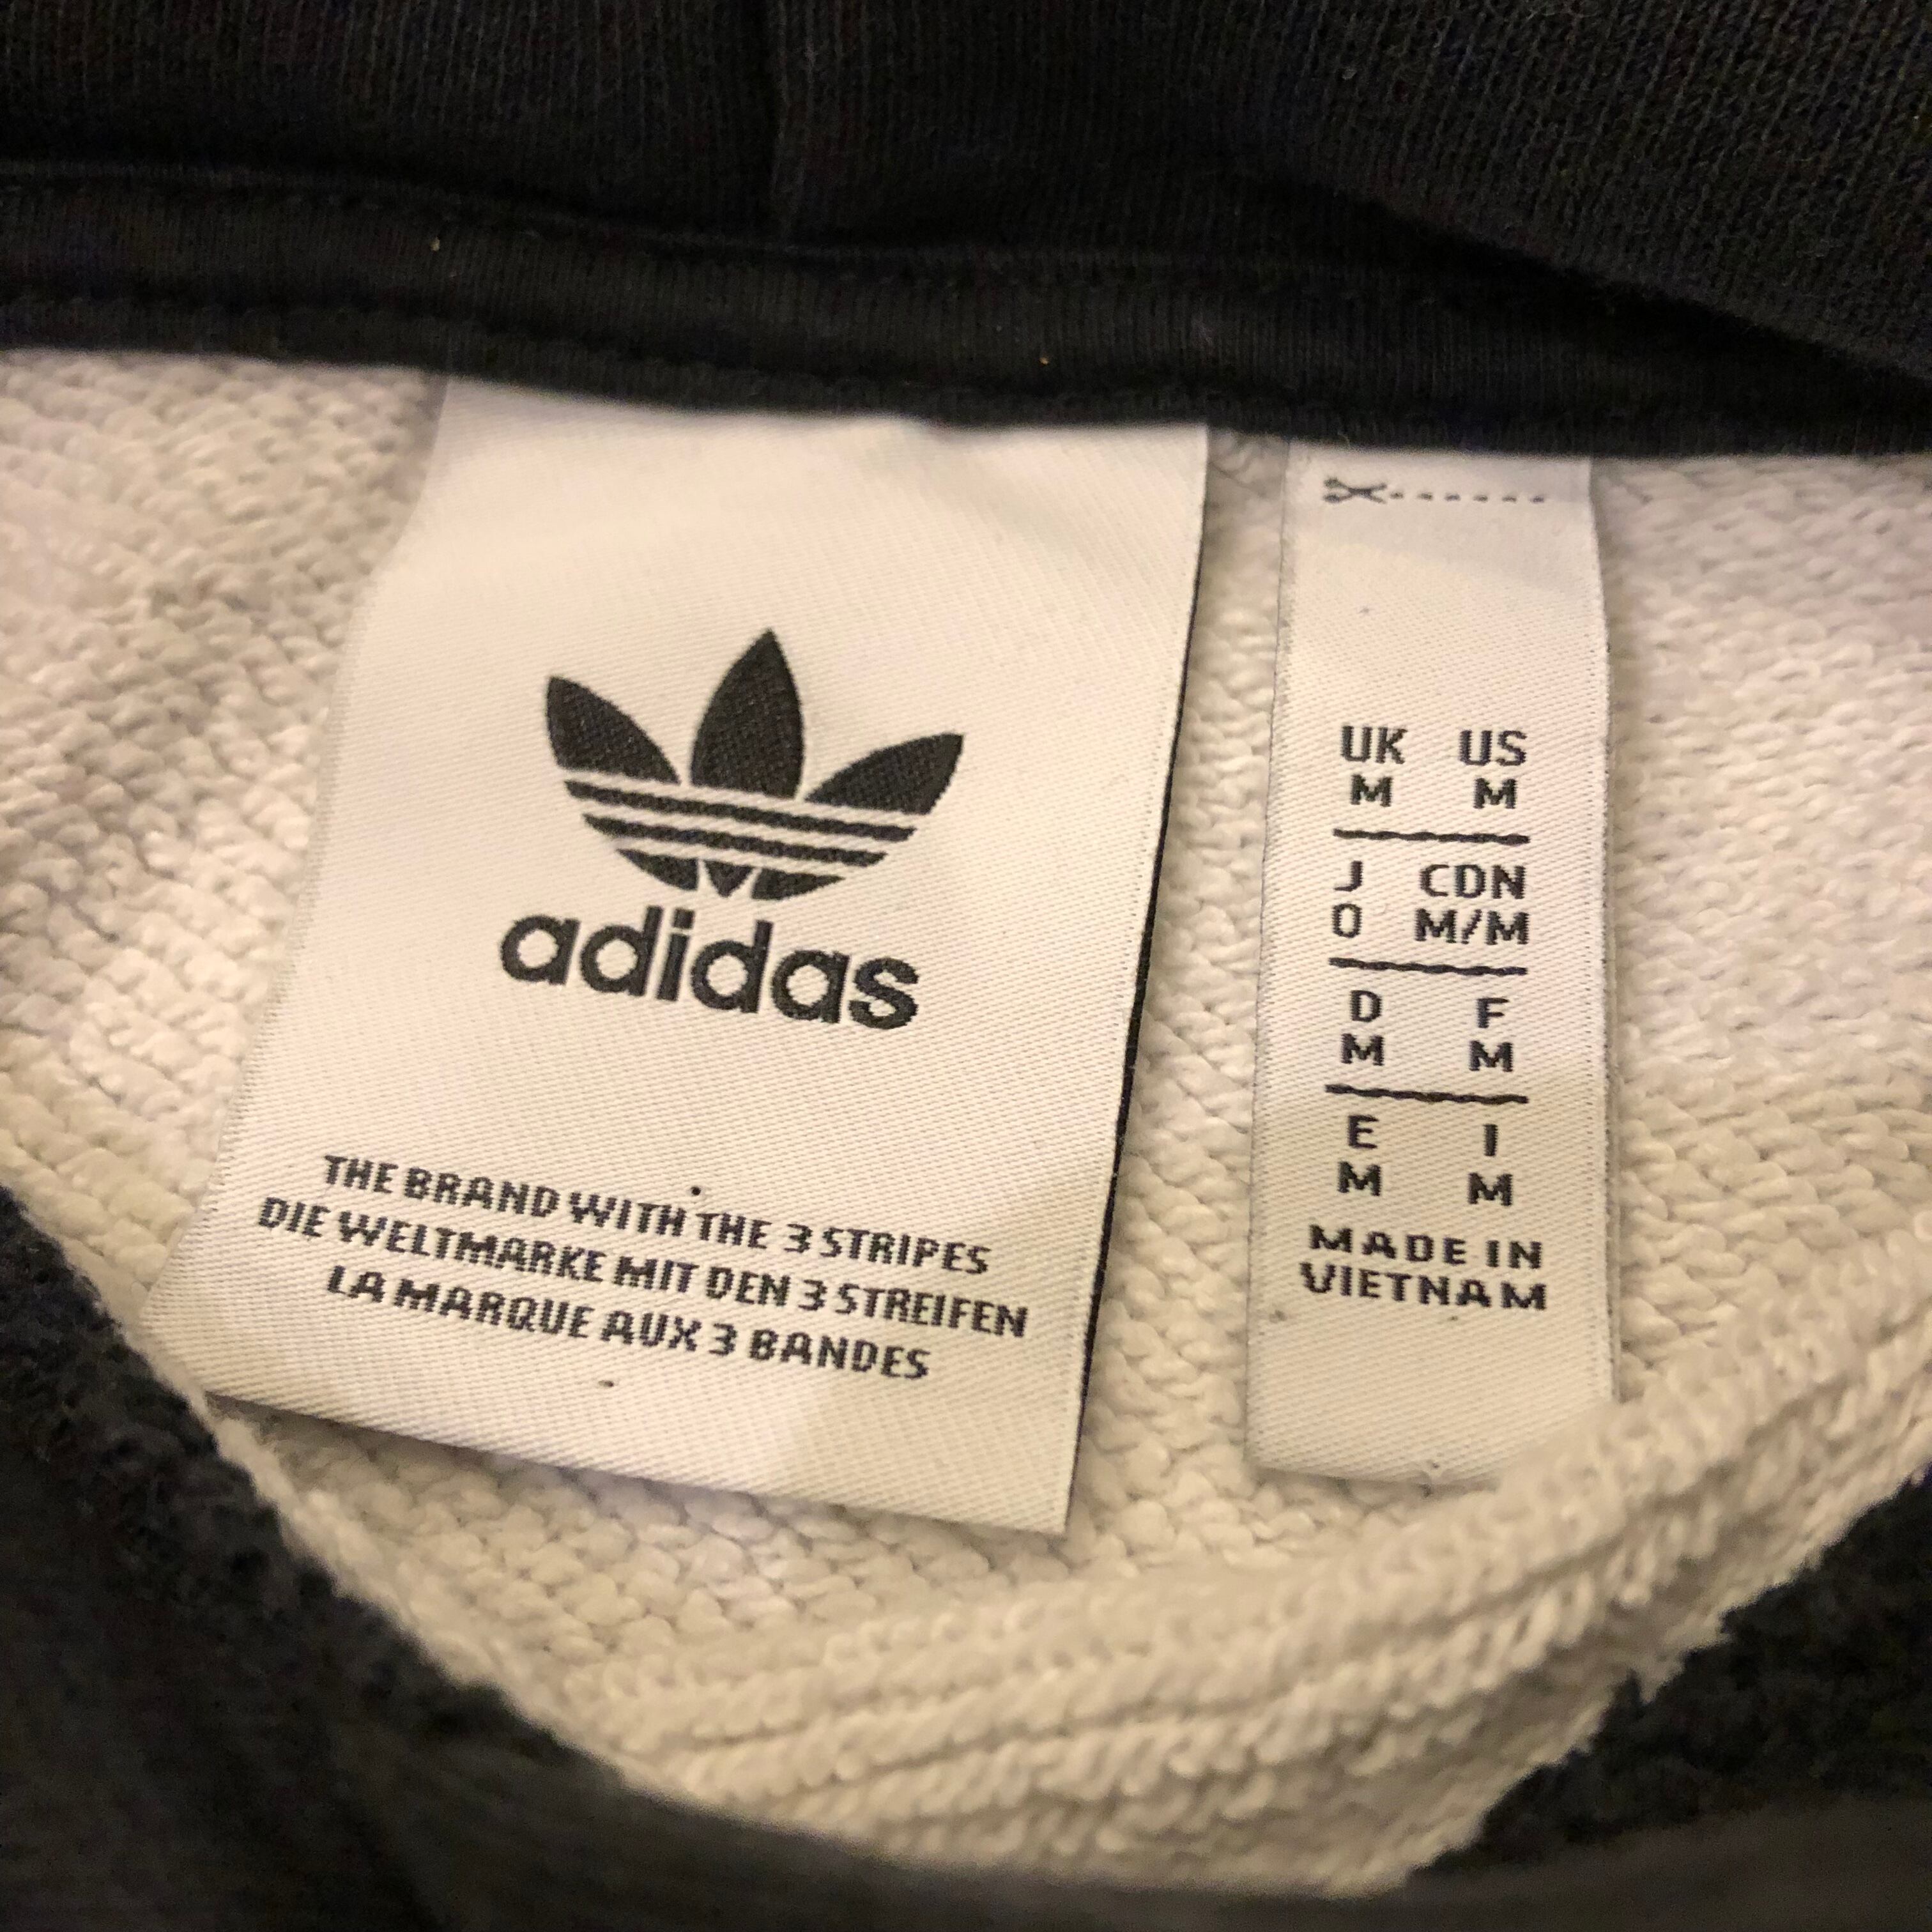 adidas
THE BRAND WITH THE 3 STRIPES
DIE WELTMARKE MIT DEN 3 STREIFEN
LA MARQUE AUX 3 BANDES
UK US
M M
J CDN
O M/M
D F
M M
E I
M M
MADE IN
VIETNAM